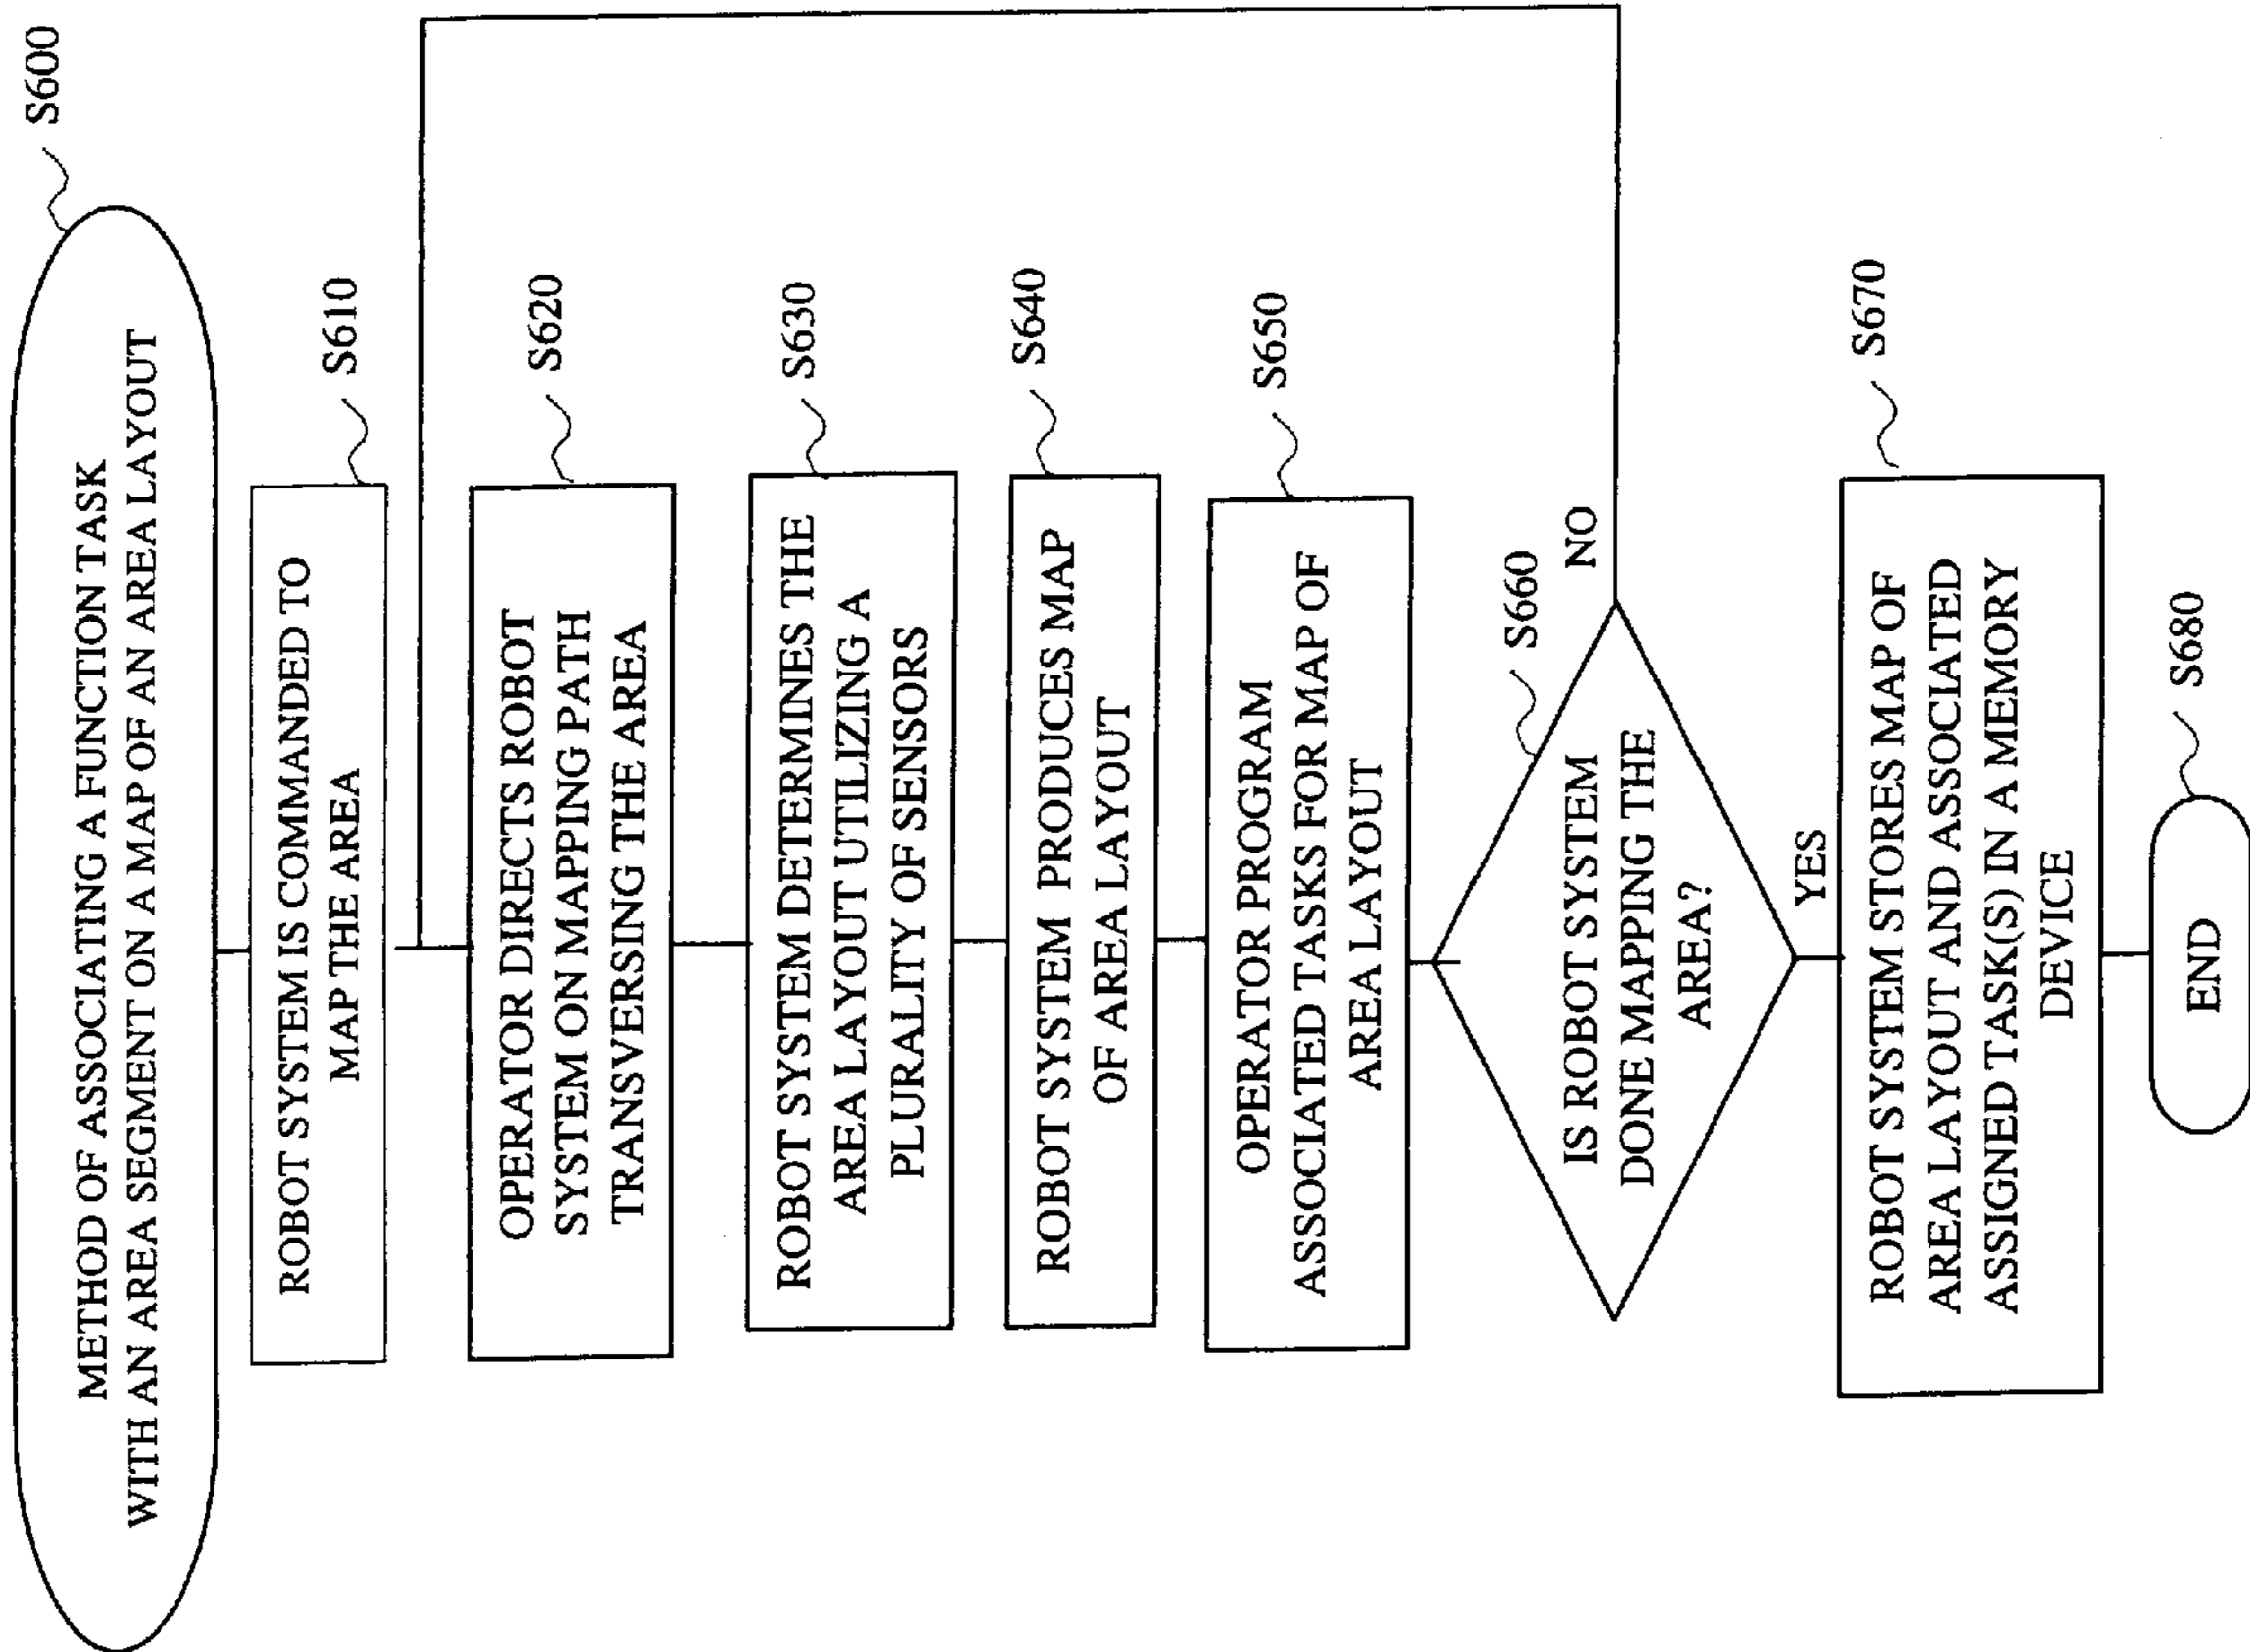 METHOD OF ASSOCIATING A FUNCTION TASK
WITH AN AREA SEGMENT ON A MAP OF AN AREA LAYOUT
S600
ROBOT SYSTEM IS COMMANDED TO
MAP THE AREA
S610
OPERATOR DIRECTS ROBOT
SYSTEM ON MAPPING PATH
TRANSVERSING THE AREA
S620
ROBOT SYSTEM DETERMINES THE
AREA LAYOUT UTILIZING A
PLURALITY OF SENSORS
S630
ROBOT SYSTEM PRODUCES MAP
OF AREA LAYOUT
S640
OPERATOR PROGRAM
ASSOCIATED TASKS FOR MAP OF
AREA LAYOUT
S650
IS ROBOT SYSTEM
DONE MAPPING THE
AREA?
S660
NO
YES
ROBOT SYSTEM STORES MAP OF
AREA LAYOUT AND ASSOCIATED
ASSIGNED TASK(S) IN A MEMORY
DEVICE
S670
END
S680